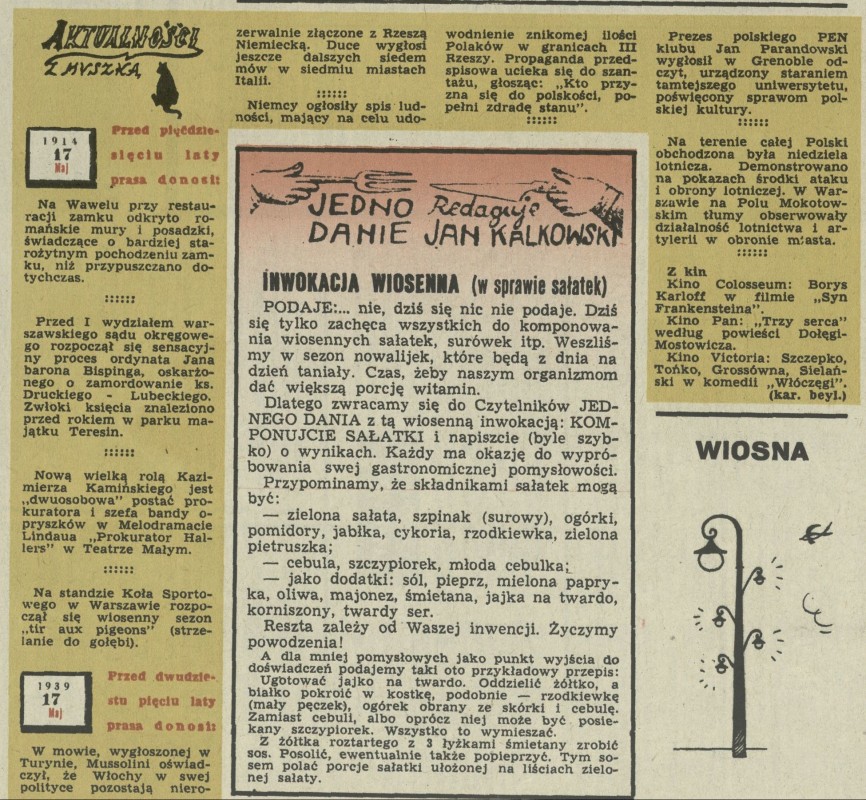 AKTUALNOŚCI
Z MYSZKĄ
1914
17
Maj
Przed pięćdzie-
sięciu laty
prasa donosi:
Na Wawelu przy restau-
racji zamku odkryto ro-
mańskie mury i posadzki,
świadczące o bardziej sta-
rożytnym pochodzeniu zam-
ku, niż przypuszczano do-
tychczas.
::::::
Przed I wydziałem war-
szawskiego sądu okręgowe-
go rozpoczął się sensacyj-
ny proces ordynata Jana
barona Bispinga, oskarżo-
nego o zamordowanie ks.
Druckiego - Lubeckiego.
Zwłoki księcia znaleziono
przed rokiem w parku ma-
jątku Teresin.
::::::
Nową wielką rolą Kazi-
mierza Kamińskiego jest
„dwuosobowa” postać pro-
kuratora i szefa bandy o-
pryszków w Melodramacie
Lindaua „Prokurator Hal-
lers” w Teatrze Małym.
::::::
Na standzie Koła Sporto-
wego w Warszawie rozpo-
czął się wiosenny sezon
„tir aux pigeons” (strze-
lanie do gołębi).
1939
17
Maj
Przed dwudzie-
stu pięciu laty
prasa donosi:
W mowie, wygłoszonej w
Turynie, Mussolini oświad-
czył, że Włochy w swej
polityce pozostają niero-
zerwalnie złączone z Rzeszą
Niemiecką. Duce wygłosi
jeszcze dalszych siedem
mów w siedmiu miastach
Italii.
::::::
Niemcy ogłosiły spis lud-
ności, mający na celu udo-
wodnienie znikomej ilości
Polaków w granicach III
Rzeszy. Propaganda przed-
spisowa ucieka się do szan-
tażu, głosząc: „Kto przy-
zna się do polskości, po-
pełni zdradę stanu”.
::::::
Prezes polskiego PEN
klubu Jan Parandowski
wygłosił w Grenoble od-
czyt, urządzony staraniem
tamtejszego uniwersytetu,
poświęcony sprawom pol-
skiej kultury.
::::::
Na terenie całej Polski
obchodzona była niedziela
lotnicza. Demonstrowano
na pokazach środki ataku
i obrony lotniczej. W War-
szawie na Polu Mokotow-
skim tłumy obserwowały
działalność lotnictwa i ar-
tylerii w obronie miasta.
::::::
Z kin
Kino Colosseum: Borys
Karloff w filmie „Syn
Frankensteina”.
Kino Pan: „Trzy serca”
według powieści Dołęgi-
Mostowicza.
Kino Victoria: Szczepko,
Tońko, Grossówna, Sielań-
ski w komedii „Włóczęgi”.
(kar. beyl.)
JEDNO Redaguje
DANIE JAN KALKOWSKI
INWOKACJA WIOSENNA (w sprawie sałatek)
PODAJE:... nie, dziś się nic nie podaje. Dziś
się tylko zachęca wszystkich do komponowa-
nia wiosennych sałatek, surówek itp. Weszliś-
my w sezon nowalijek, które będą z dnia na
dzień taniały. Czas, żeby naszym organizmom
dać większą porcję witamin.
Dlatego zwracamy się do Czytelników JED-
NEGO DANIA z tą wiosenną inwokacją: KOM-
PONUJCIE SAŁATKI i napiszcie (byle szyb-
ko) o wynikach. Każdy ma okazję do wypró-
bowania swej gastronomicznej pomysłowości.
Przypominamy, że składnikami sałatek mogą
być:
— zielona sałata, szpinak (surowy), ogórki,
pomidory, jabłka, cykoria, rzodkiewka, zielona
pietruszka;
— cebula, szczypiorek, młoda cebulka;
— jako dodatki: sól, pieprz, mielona papry-
ka, oliwa, majonez, śmietana, jajka na twardo,
korniszony, twardy ser.
Reszta zależy od Waszej inwencji. Życzymy
powodzenia!
A dla mniej pomysłowych jako punkt wyjścia do
doświadczeń podajemy taki oto przykładowy przepis:
Ugotować jajko na twardo. Oddzielić żółtko, a
białko pokroić w kostkę, podobnie — rzodkiewkę
(mały pęczek), ogórek obrany ze skórki i cebulę.
Zamiast cebuli, albo oprócz niej może być posie-
kany szczypiorek. Wszystko to wymieszać.
Z żółtka roztartego z 3 łyżkami śmietany zrobić
sos. Posolić, ewentualnie także popieprzyć. Tym so-
sem polać porcje sałatki ułożonej na liściach zielo-
nej sałaty.
WIOSNA